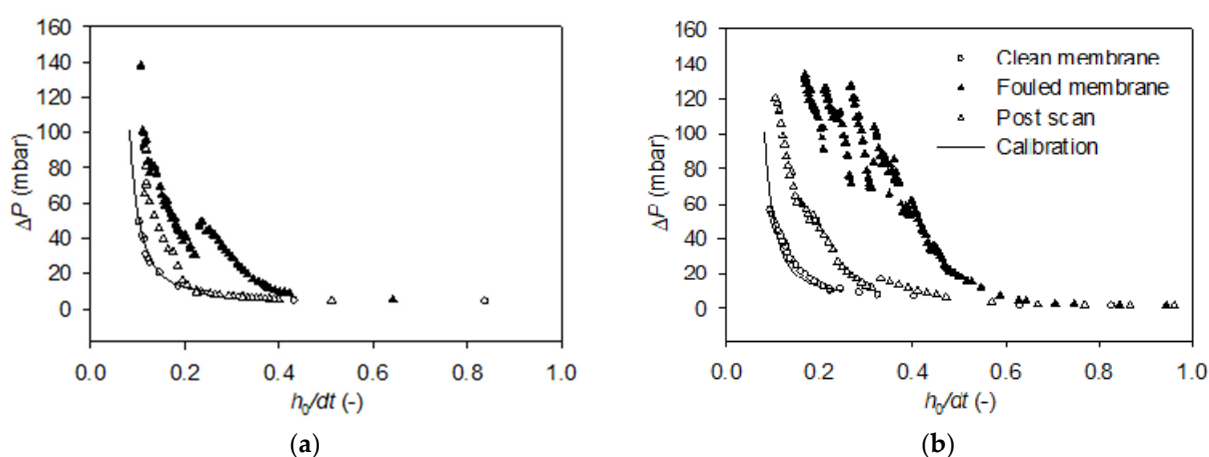 160
140
120
100
80
60
40
20
0
ΔP (mbar)
0.0 0.2 0.4 0.6 0.8 1.0
h₀/dt (-)
(a)
160
140
120
100
80
60
40
20
0
ΔP (mbar)
Clean membrane
Fouled membrane
Post scan
Calibration
0.0 0.2 0.4 0.6 0.8 1.0
h₀/dt (-)
(b)